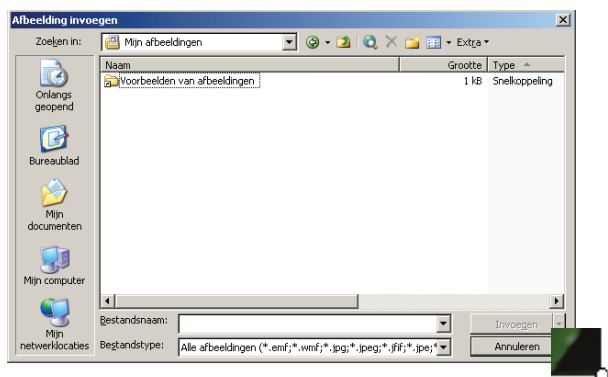 Afbeelding invoegen
Zoeken in: Mijn afbeeldingen Extra
Naam Grootte Type
Voorbeelden van afbeeldingen 1 kB Snelkoppeling
Onlangs
geopend
Bureaublad
Mijn
documenten
Mijn computer
Mijn
netwerklocaties
Bestandsnaam: Invoegen
Bestandstype: Alle afbeeldingen (*.emf;*.wmf;*.jpg;*.jpeg;*.jfif;*.jpe;* Annuleren